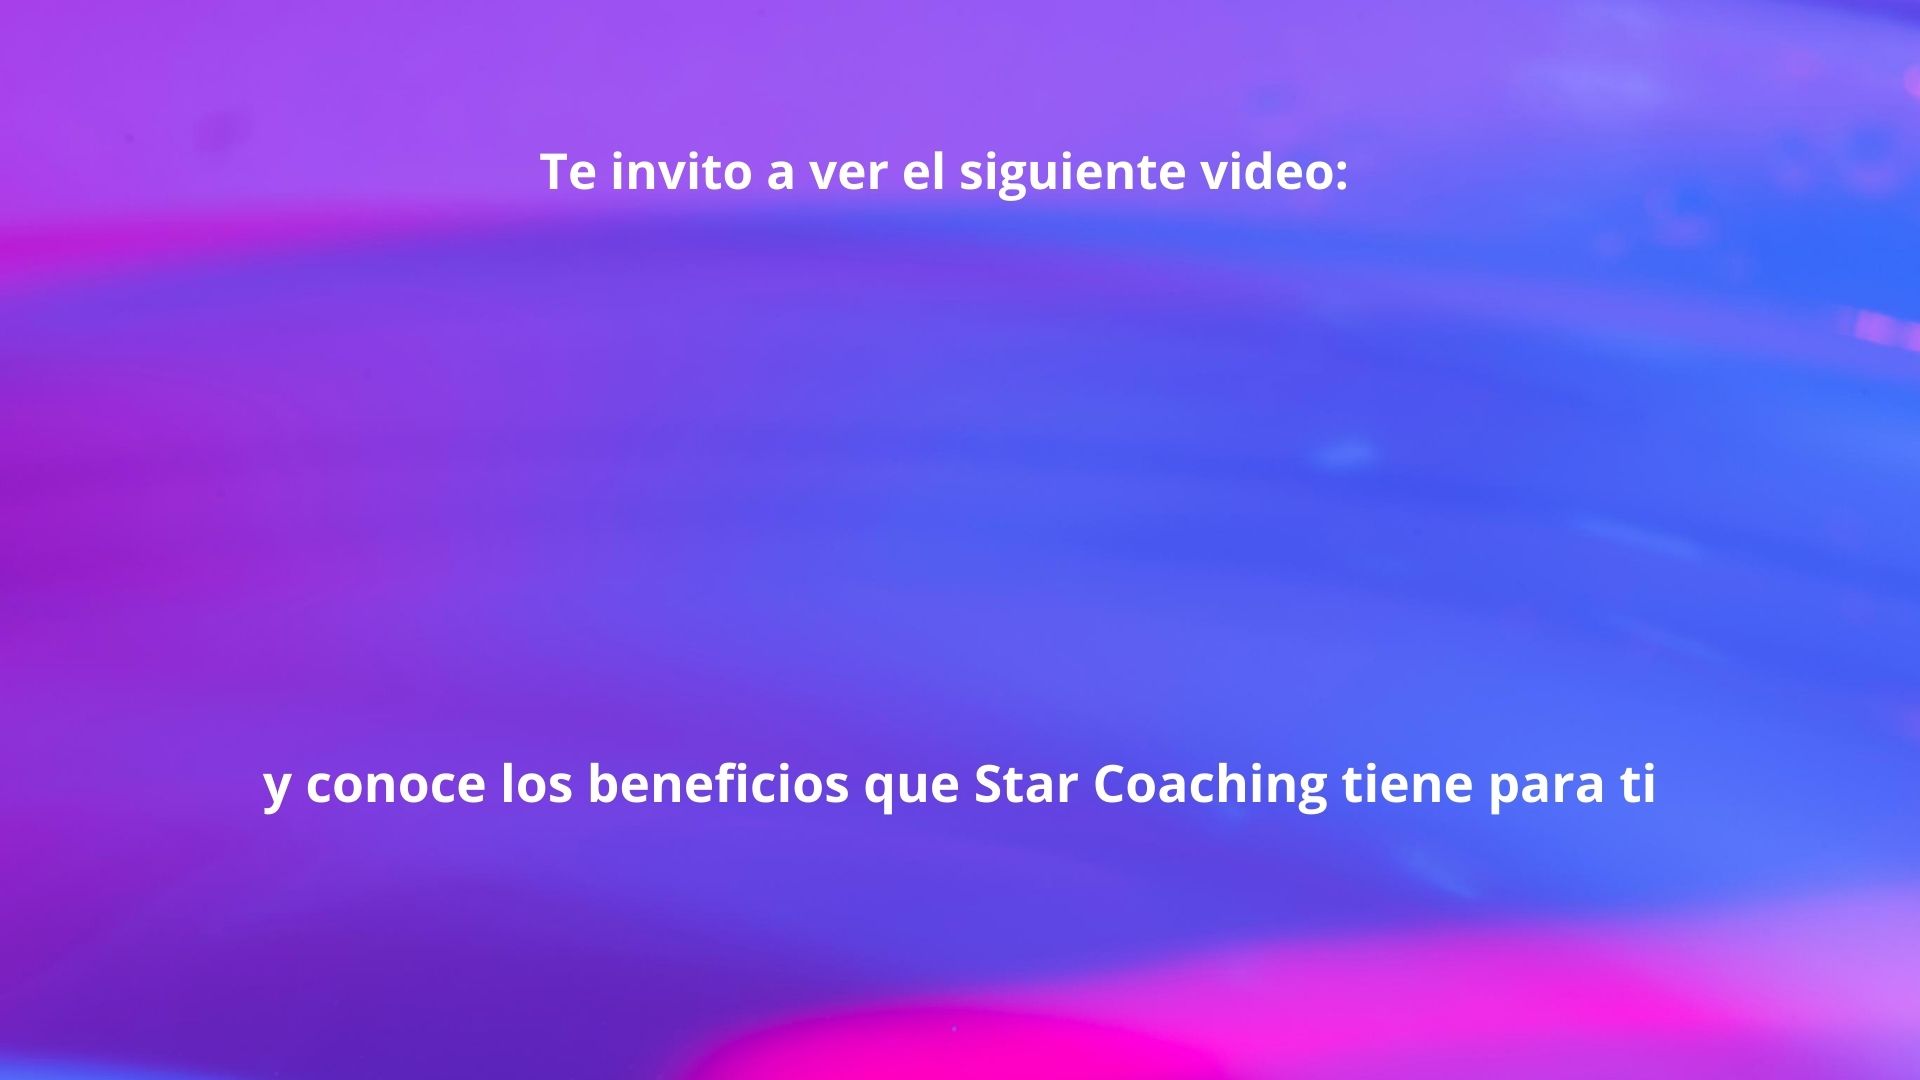 Te invito a ver el siguiente video:
y conoce los beneficios que Star Coaching tiene para ti